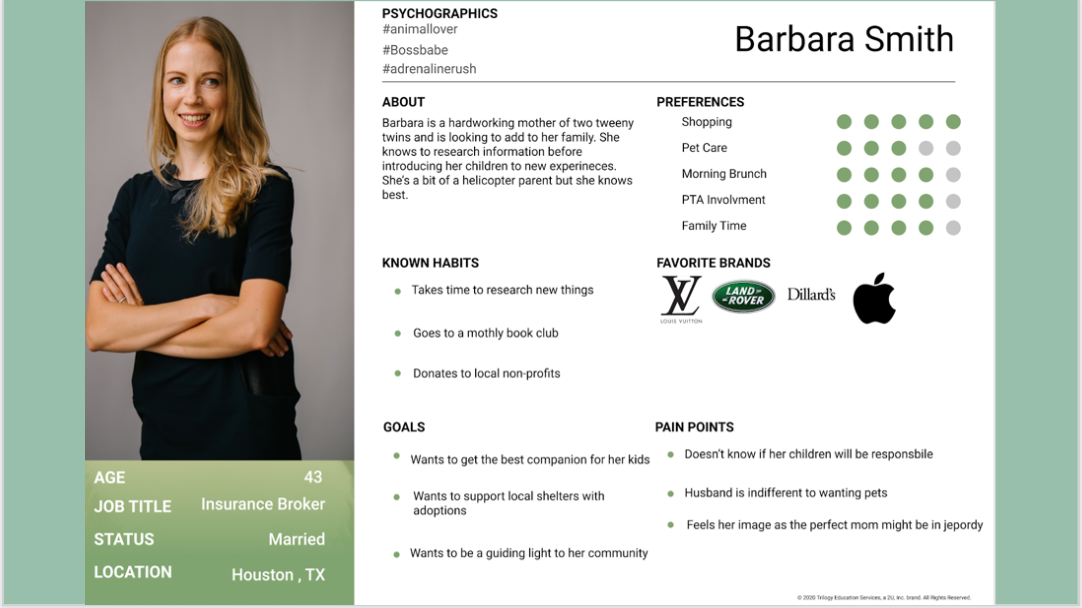 PSYCHOGRAPHICS
#animallover
#Bossbabe
#adrenalinerush
Barbara Smith
ABOUT
Barbara is a hardworking mother of two tweeny
twins and is looking to add to her family. She
knows to research information before
introducing her children to new experineces.
She's a bit of a helicopter parent but she knows
best.
PREFERENCES
Shopping
Pet Care
Morning Brunch
PTA Involvment
Family Time
KNOWN HABITS
Takes time to research new things
Goes to a mothly book club
Donates to local non-profits
FAVORITE BRANDS
LV
LOUIS VUITTON
LAND
ROVER
Dillard's
GOALS
Wants to get the best companion for her kids
Wants to support local shelters with
adoptions
Wants to be a guiding light to her community
PAIN POINTS
Doesn't know if her children will be responsbile
Husband is indifferent to wanting pets
Feels her image as the perfect mom might be in jepordy
AGE 43
JOB TITLE Insurance Broker
STATUS Married
LOCATION Houston , TX
© 2020 Trilogy Education Services, a 2U, Inc. brand. All Rights Reserved.